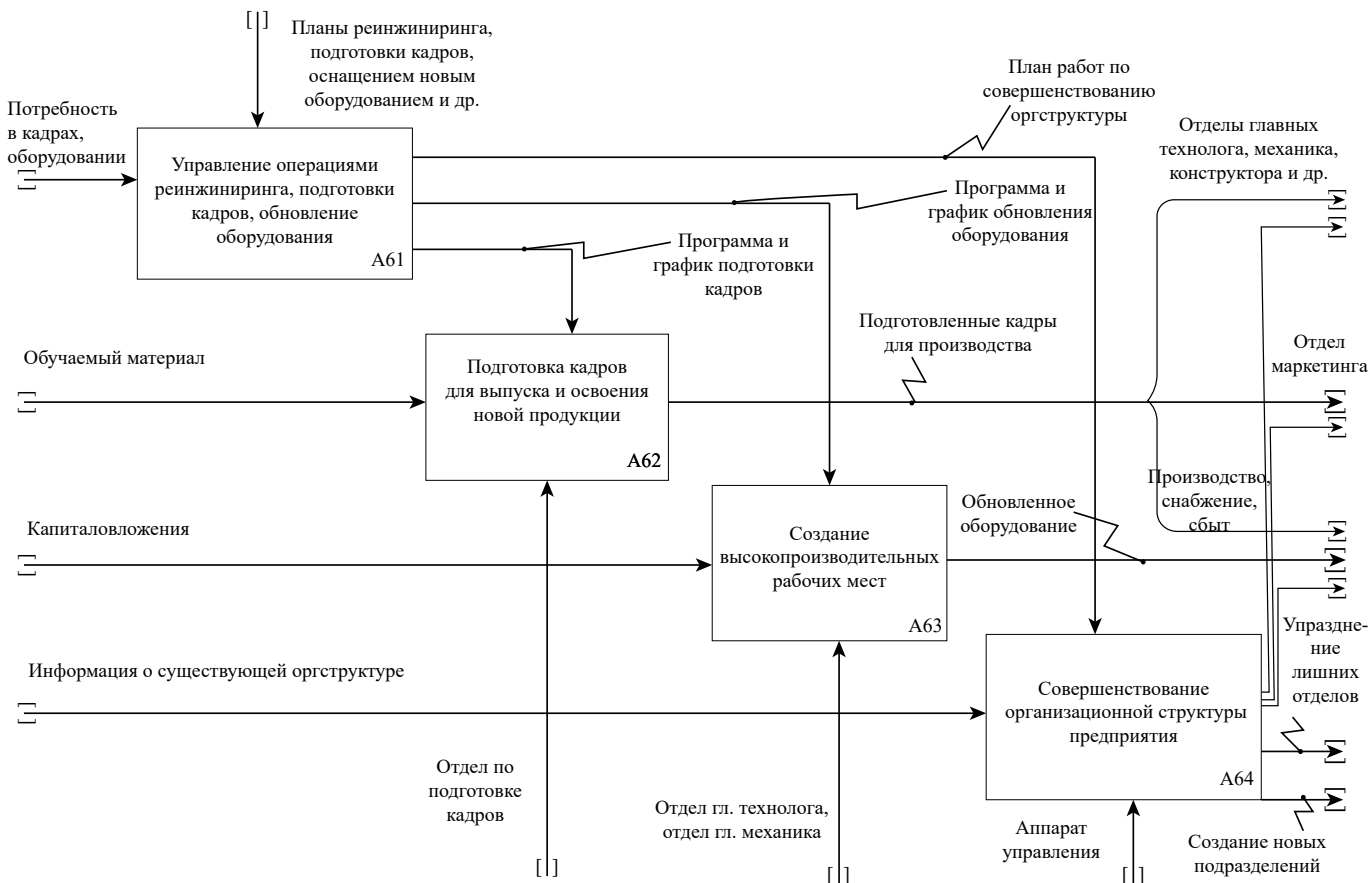 Планы реинжиниринга,
подготовки кадров,
оснащением новым
оборудованием и др.
План работ по
совершенствованию
оргструктуры
Потребность
в кадрах,
оборудовании
Отделы главных
технолога, механика,
конструктора и др.
Управление операциями
реинжиниринга, подготовки
кадров, обновление
оборудования
А61
Программа и
график обновления
оборудования
Программа и
график подготовки
кадров
Подготовленные кадры
для производства
Отдел
маркетинга
Обучаемый материал
Подготовка кадров
для выпуска и освоения
новой продукции
А62
Производство,
снабжение,
сбыт
Обновленное
оборудование
Капиталовложения
Создание
высокопроизводительных
рабочих мест
А63
Упраздне-
ние
лишних
отделов
Информация о существующей оргструктуре
Совершенствование
организационной структуры
предприятия
А64
Отдел по
подготовке
кадров
Отдел гл. технолога,
отдел гл. механика
Аппарат
управления
Создание новых
подразделений